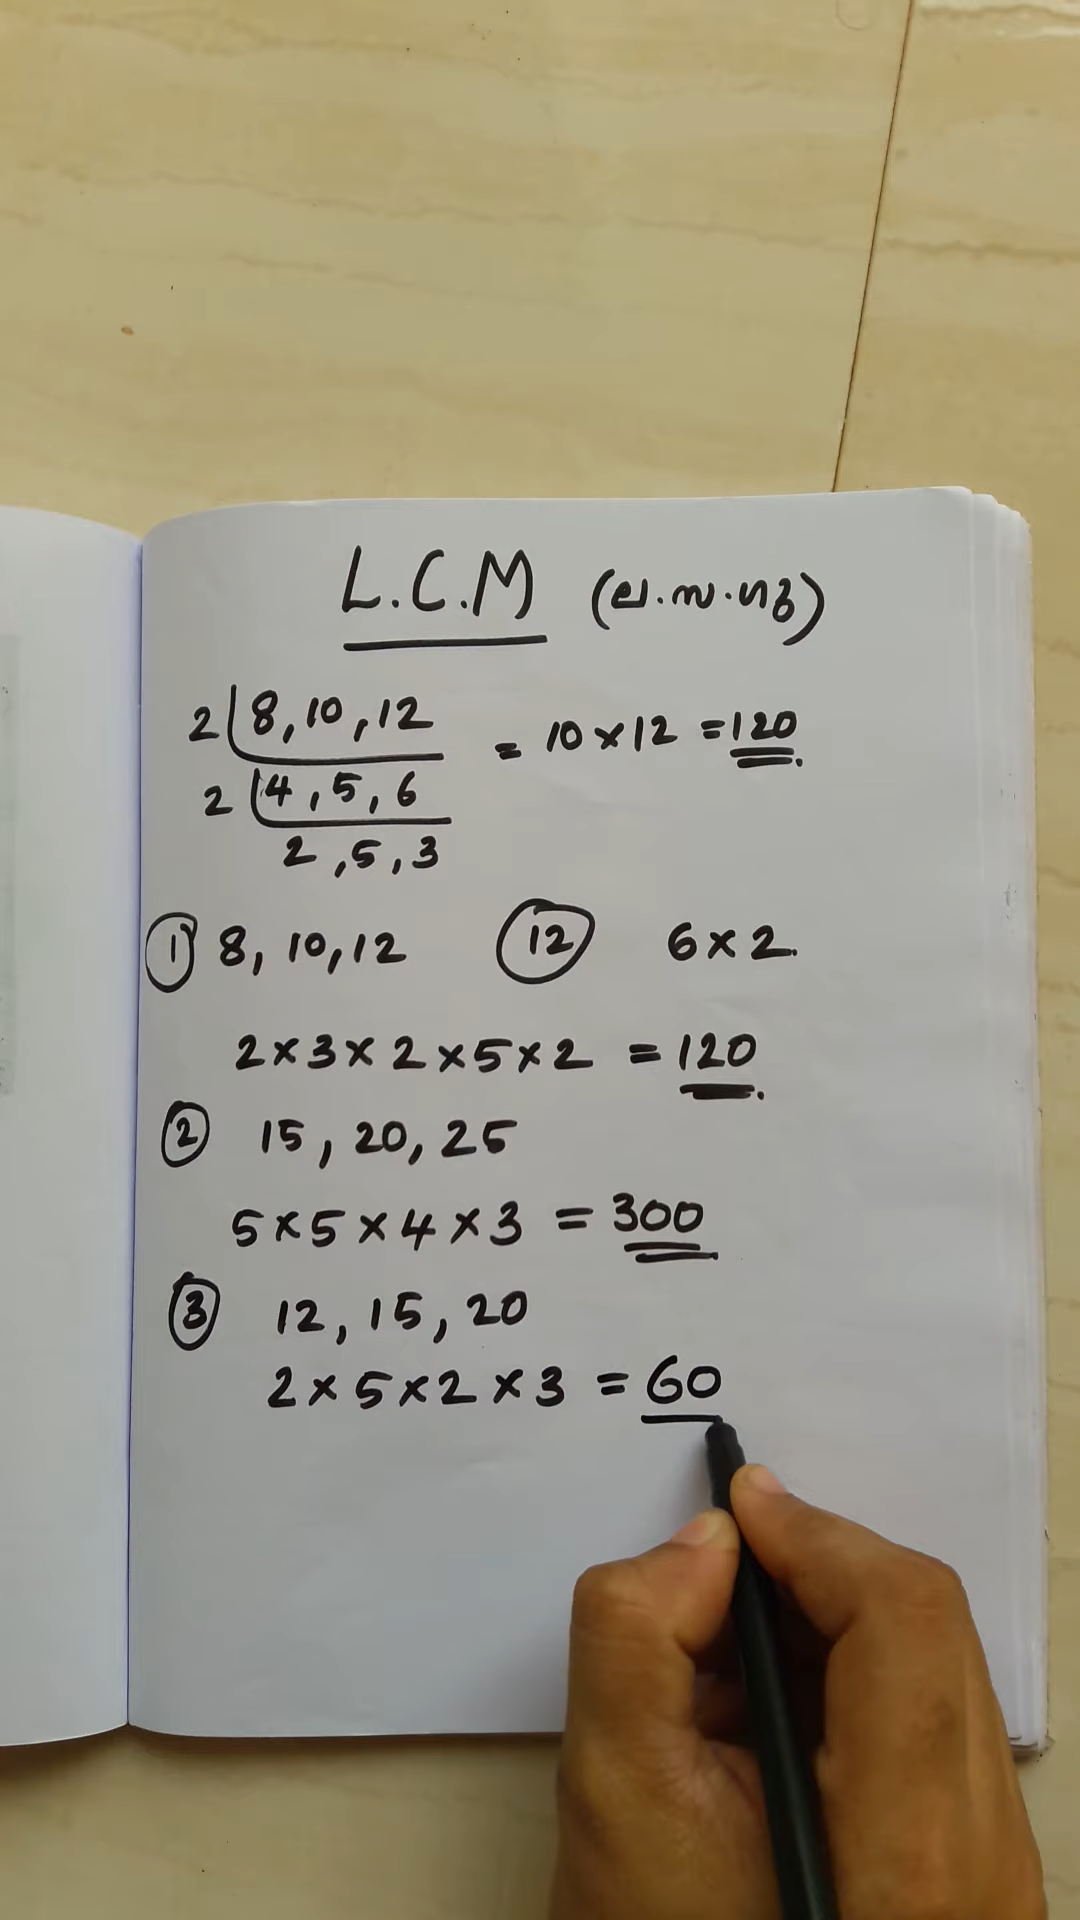 L.C.M (ല.സ.ഗു)
2 8, 10, 12 = 10 × 12 = 120.
2 4, 5, 6
2, 5, 3
① 8, 10, 12 ⑫ 6 × 2.
2 × 3 × 2 × 5 × 2 = 120.
② 15, 20, 25
5 × 5 × 4 × 3 = 300
③ 12, 15, 20
2 × 5 × 2 × 3 = 60